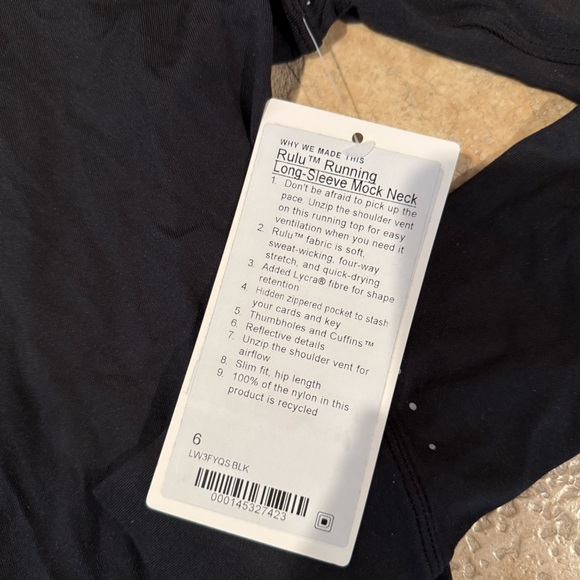 WHY WE MADE THIS
Rulu™ Running
Long-Sleeve Mock Neck
1. Don't be afraid to pick up the
pace. Unzip the shoulder vent
on this running top for easy
ventilation when you need it
2. Rulu™ fabric is soft,
sweat-wicking, four-way
stretch, and quick-drying
3. Added Lycra® fibre for shape
retention
4. Hidden zippered pocket to stash
your cards and key
5. Thumbholes and Cuffins™
6. Reflective details
7. Unzip the shoulder vent for
airflow
8. Slim fit, hip length
9. 100% of the nylon in this
product is recycled
6
LW3FYQS BLK
000145327423